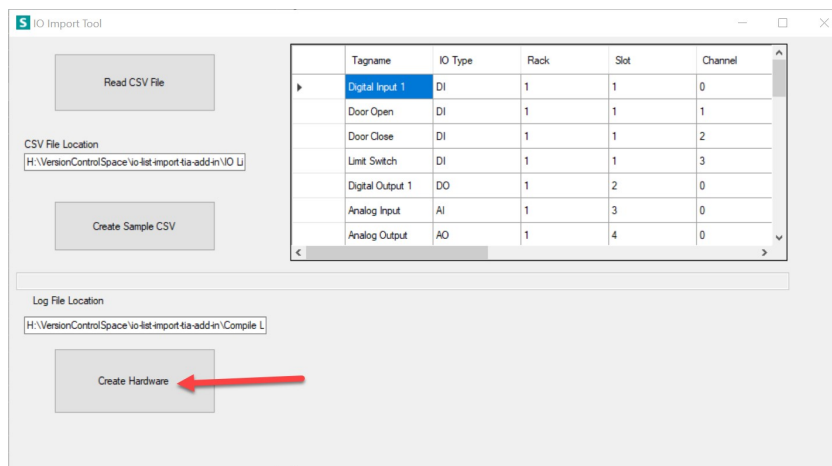 S IO Import Tool
Read CSV File
CSV File Location
H:\VersionControlSpace\io-list-import-tia-add-in\IO Li
Create Sample CSV
Tagname IO Type Rack Slot Channel
Digital Input 1 DI 1 1 0
Door Open DI 1 1 1
Door Close DI 1 1 2
Limit Switch DI 1 1 3
Digital Output 1 DO 1 2 0
Analog Input AI 1 3 0
Analog Output AO 1 4 0
Log File Location
H:\VersionControlSpace\io-list-import-tia-add-in\Compile L
Create Hardware